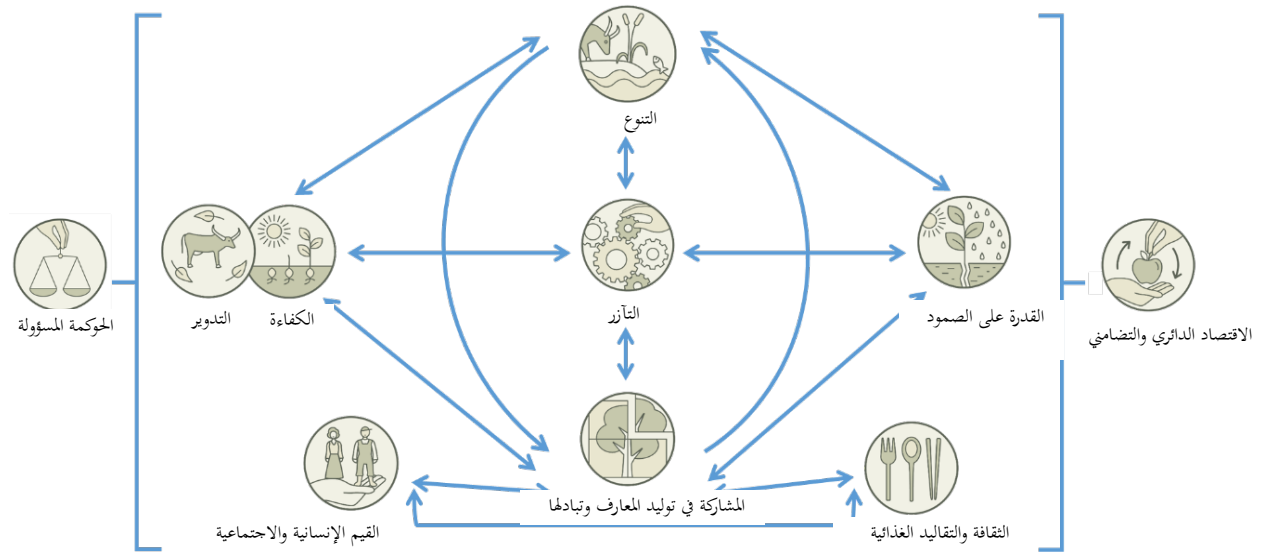 التنوع
التآزر
التدوير
الكفاءة
القدرة على الصمود
الحوكمة المسؤولة
الاقتصاد الدائري والتضامني
المشاركة في توليد المعارف وتبادلها
القيم الإنسانية والاجتماعية
الثقافة والتقاليد الغذائية